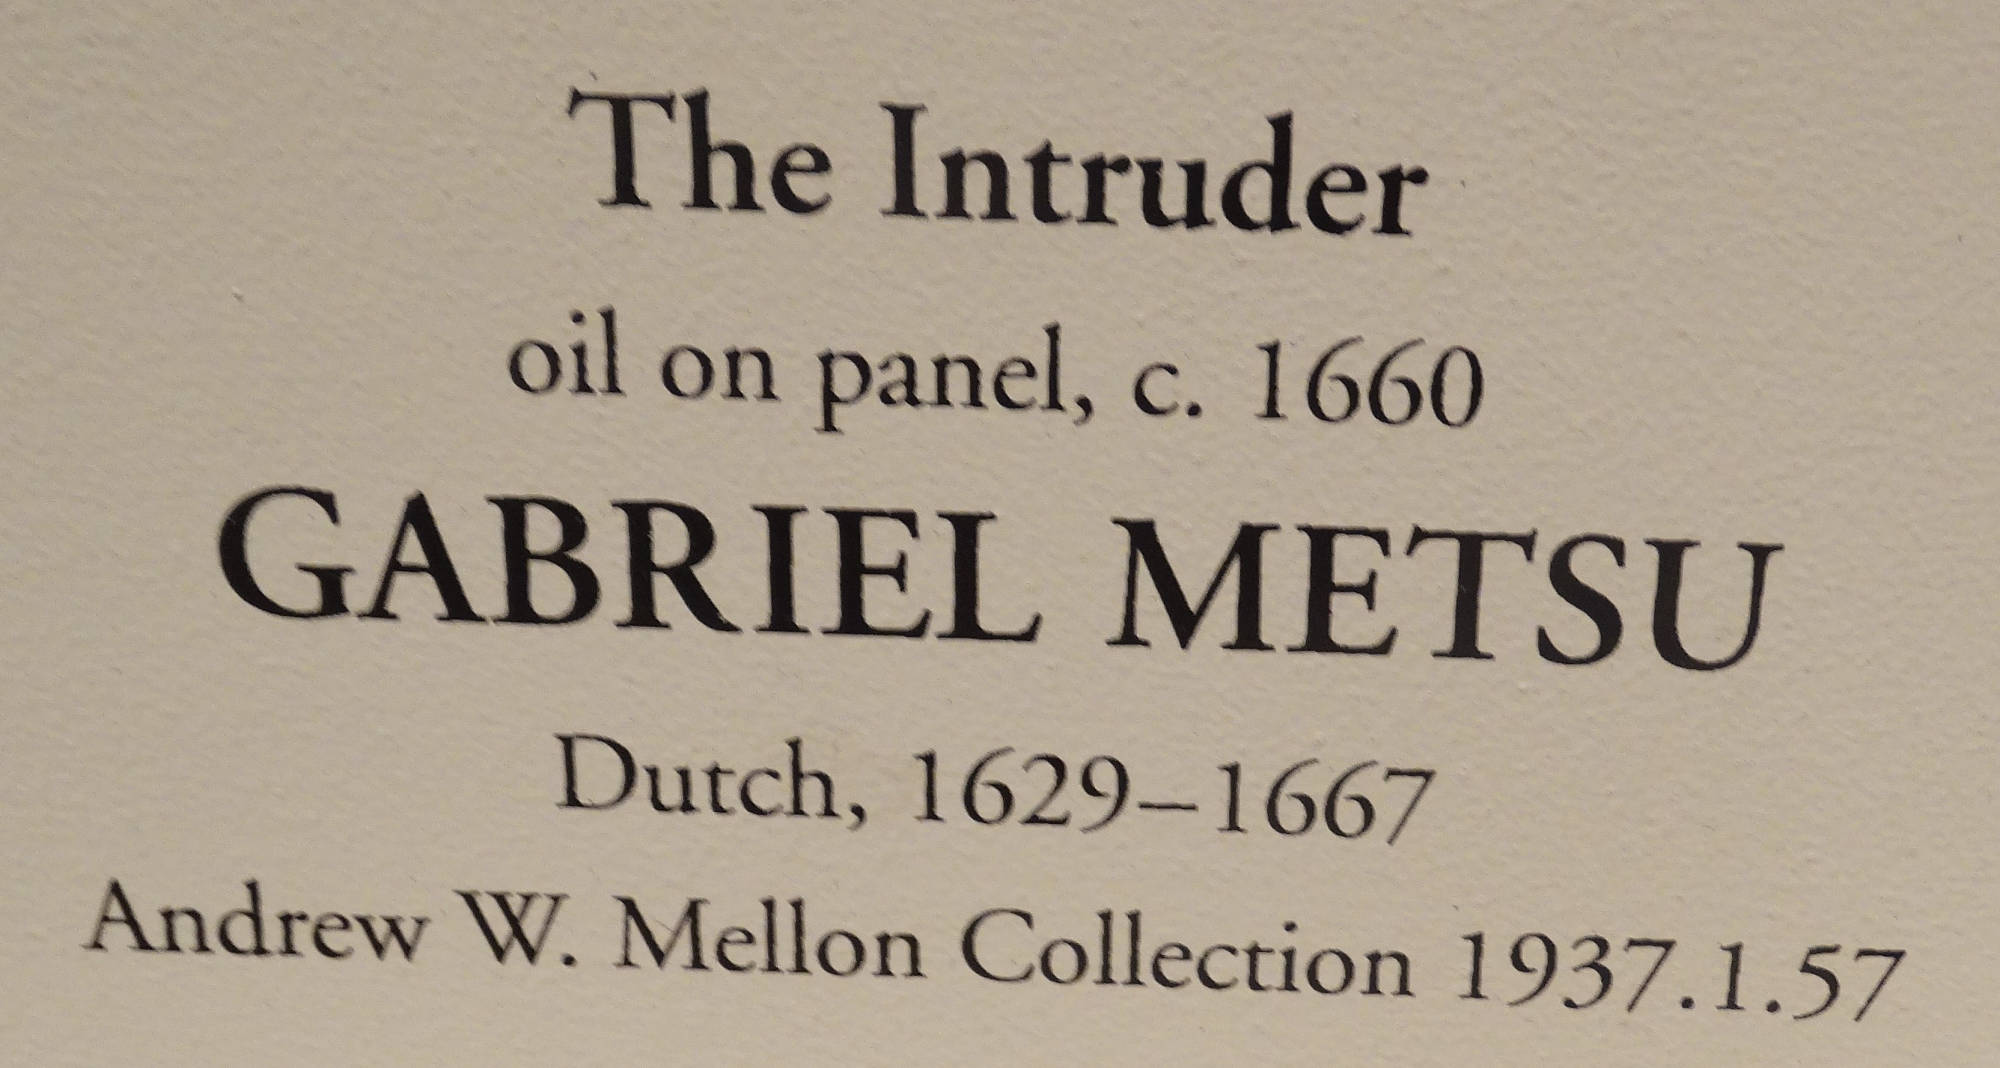 The Intruder
oil on panel, c. 1660
GABRIEL METSU
Dutch, 1629–1667
Andrew W. Mellon Collection 1937.1.57